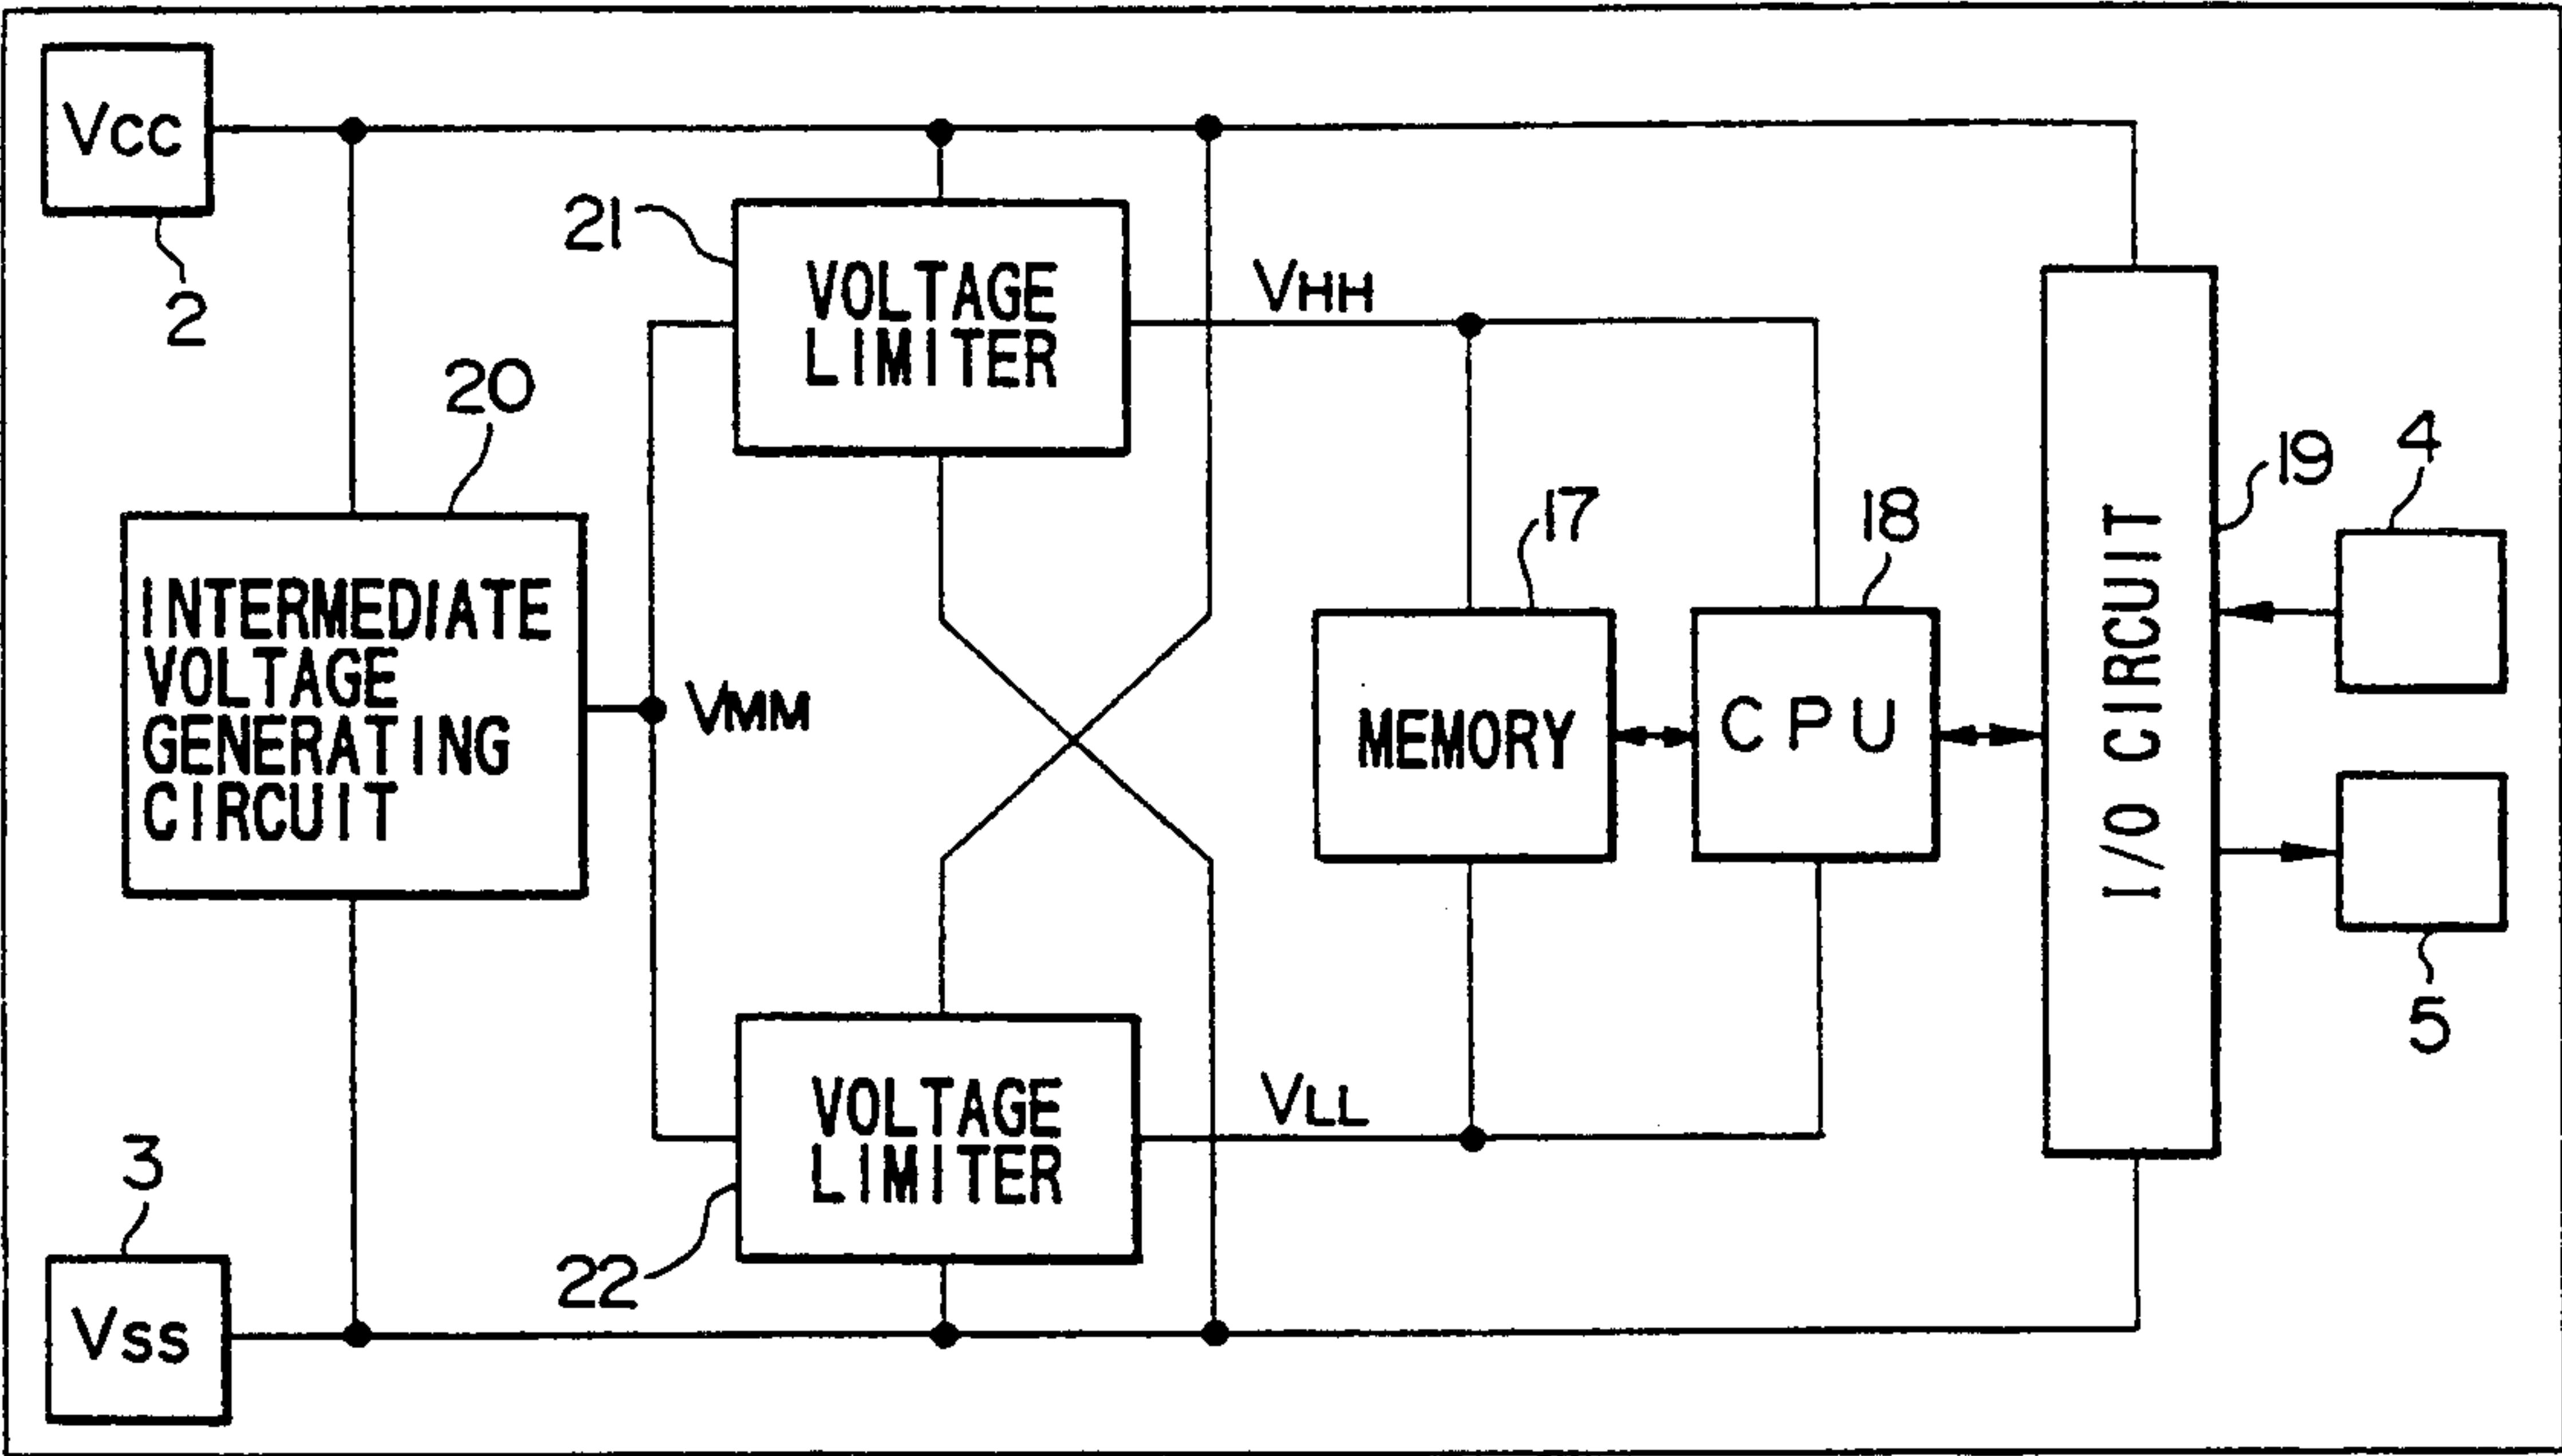 Vcc
2
21
VOLTAGE
LIMITER
VHH
20
INTERMEDIATE
VOLTAGE
GENERATING
CIRCUIT
VMM
17
MEMORY
18
CPU
19
I/O CIRCUIT
4
5
VOLTAGE
LIMITER
VLL
22
3
Vss